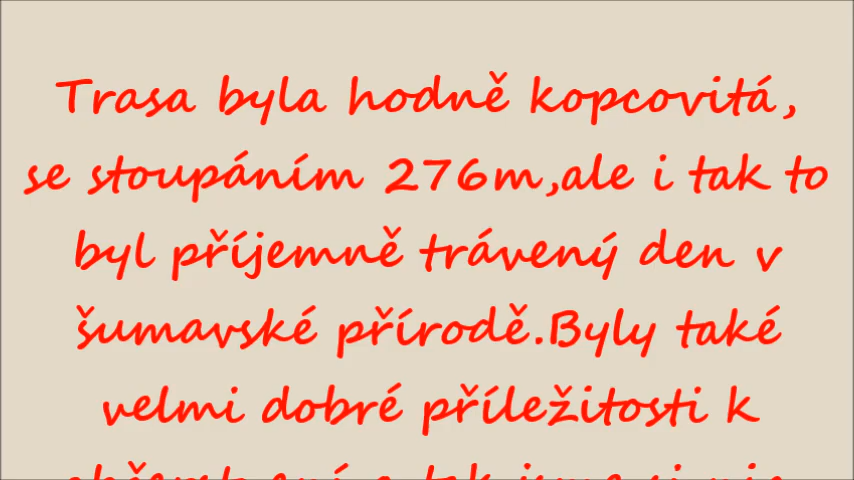 Trasa byla hodně kopcovitá,
se stoupáním 276m,ale i tak to
byl příjemně trávený den v
šumavské přírodě.Byly také
velmi dobré příležitosti k